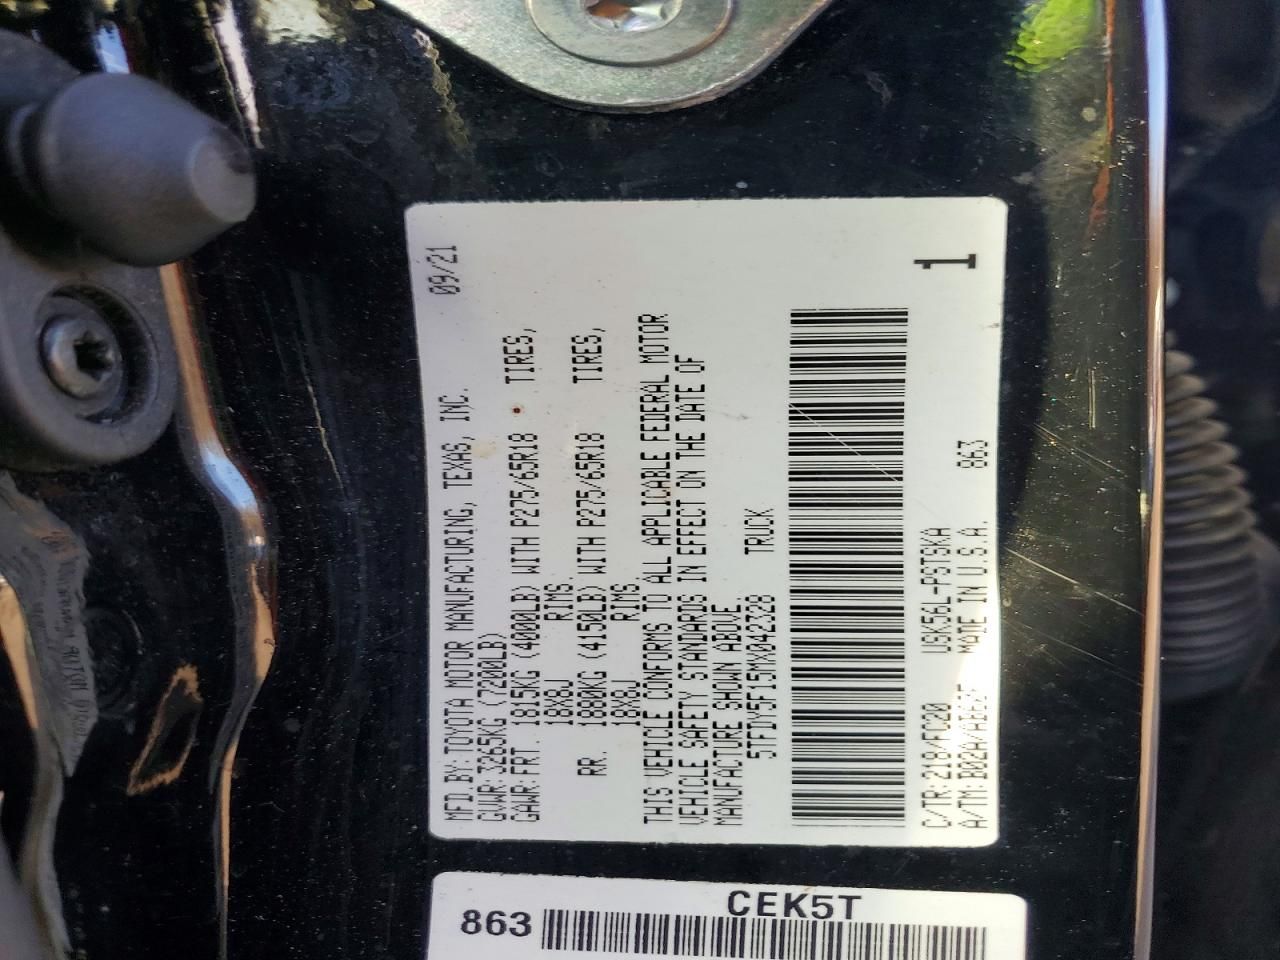 MFD.BY:TOYOTA MOTOR MANUFACTURING, TEXAS, INC. 09/21
GVWR:3265KG (7200LB)
GAWR:FRT. 1815KG (4000LB) WITH P275/65R18 TIRES,
18X8J RIMS.
RR. 1880KG (4150LB) WITH P275/65R18 TIRES,
18X8J RIMS.
THIS VEHICLE CONFIRMS TO ALL APPLICABLE FEDERAL MOTOR
VEHICLE SAFETY STANDARDS IN EFFECT ON THE DATE OF
MANUFACTURE SHOWN ABOVE.
5TFDY5F15MX042328 TRUCK
C/TR:218/FC20 USK56L-PSTSKA 863
A/TM: MADE IN U.S.A.
1
CEK5T
863